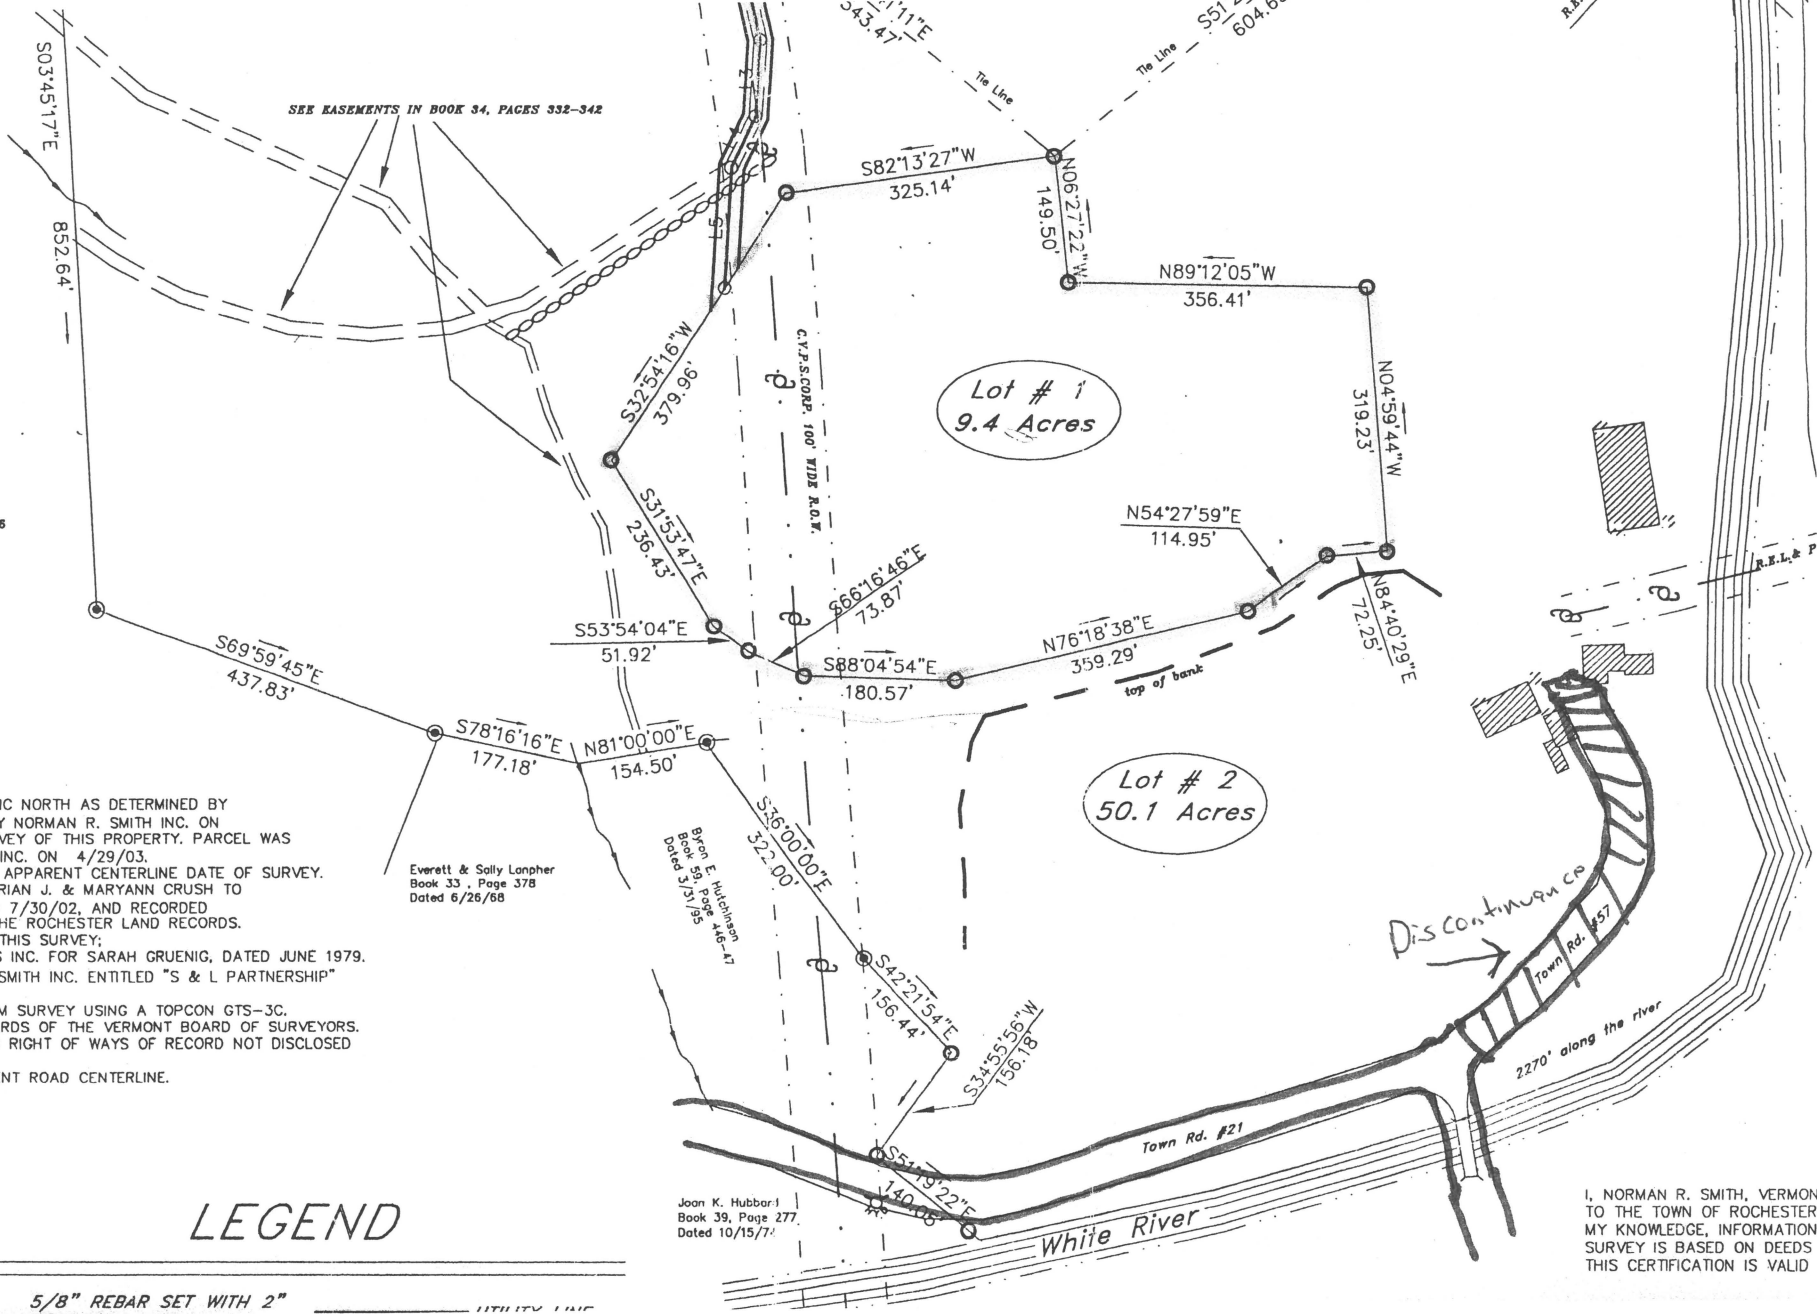 S03°45'17"E
852.64'
SEE EASEMENTS IN BOOK 34, PAGES 332-342
L3
L5
'11"E
543.47'
Tie Line
Tie Line
604.6
S82°13'27"W
325.14'
N06°27'22"W
149.50'
N89°12'05"W
356.41'
N04°59'44"W
319.23'
S32°54'16"W
379.96'
C.V.P.S.CORP. 100' WIDE R.O.W.
Lot # 1
9.4 Acres
S31°53'47"E
236.43'
N54°27'59"E
114.95'
N84°40'29"E
72.25'
S66°16'46"E
73.87'
S53°54'04"E
51.92'
S88°04'54"E
180.57'
N76°18'38"E
359.29'
top of bank
R.E.L.& P
S69°59'45"E
437.83'
S78°16'16"E
177.18'
N81°00'00"E
154.50'
Lot # 2
50.1 Acres
S36°00'00"E
322.00'
Byron E. Hutchinson
Book 59, Page 446-47
Dated 3/31/95
Everett & Sally Lanpher
Book 33 , Page 378
Dated 6/26/68
IC NORTH AS DETERMINED BY
Y NORMAN R. SMITH INC. ON
VEY OF THIS PROPERTY. PARCEL WAS
INC. ON 4/29/03.
APPARENT CENTERLINE DATE OF SURVEY.
RIAN J. & MARYANN CRUSH TO
7/30/02, AND RECORDED
HE ROCHESTER LAND RECORDS.
THIS SURVEY;
S INC. FOR SARAH GRUENIG, DATED JUNE 1979.
SMITH INC. ENTITLED "S & L PARTNERSHIP"
M SURVEY USING A TOPCON GTS-3C.
RDS OF THE VERMONT BOARD OF SURVEYORS.
RIGHT OF WAYS OF RECORD NOT DISCLOSED
NT ROAD CENTERLINE.
S42°21'54"E
156.44'
S34°55'56"W
156.18'
S51°19'22"E
140.05'
Discontinuance
Town Rd. #57
Town Rd. #21
2270' along the river
White River
Joan K. Hubbard
Book 39, Page 277
Dated 10/15/7
LEGEND
5/8" REBAR SET WITH 2"
UTILITY LINE
I, NORMAN R. SMITH, VERMON
TO THE TOWN OF ROCHESTER
MY KNOWLEDGE, INFORMATION
SURVEY IS BASED ON DEEDS
THIS CERTIFICATION IS VALID